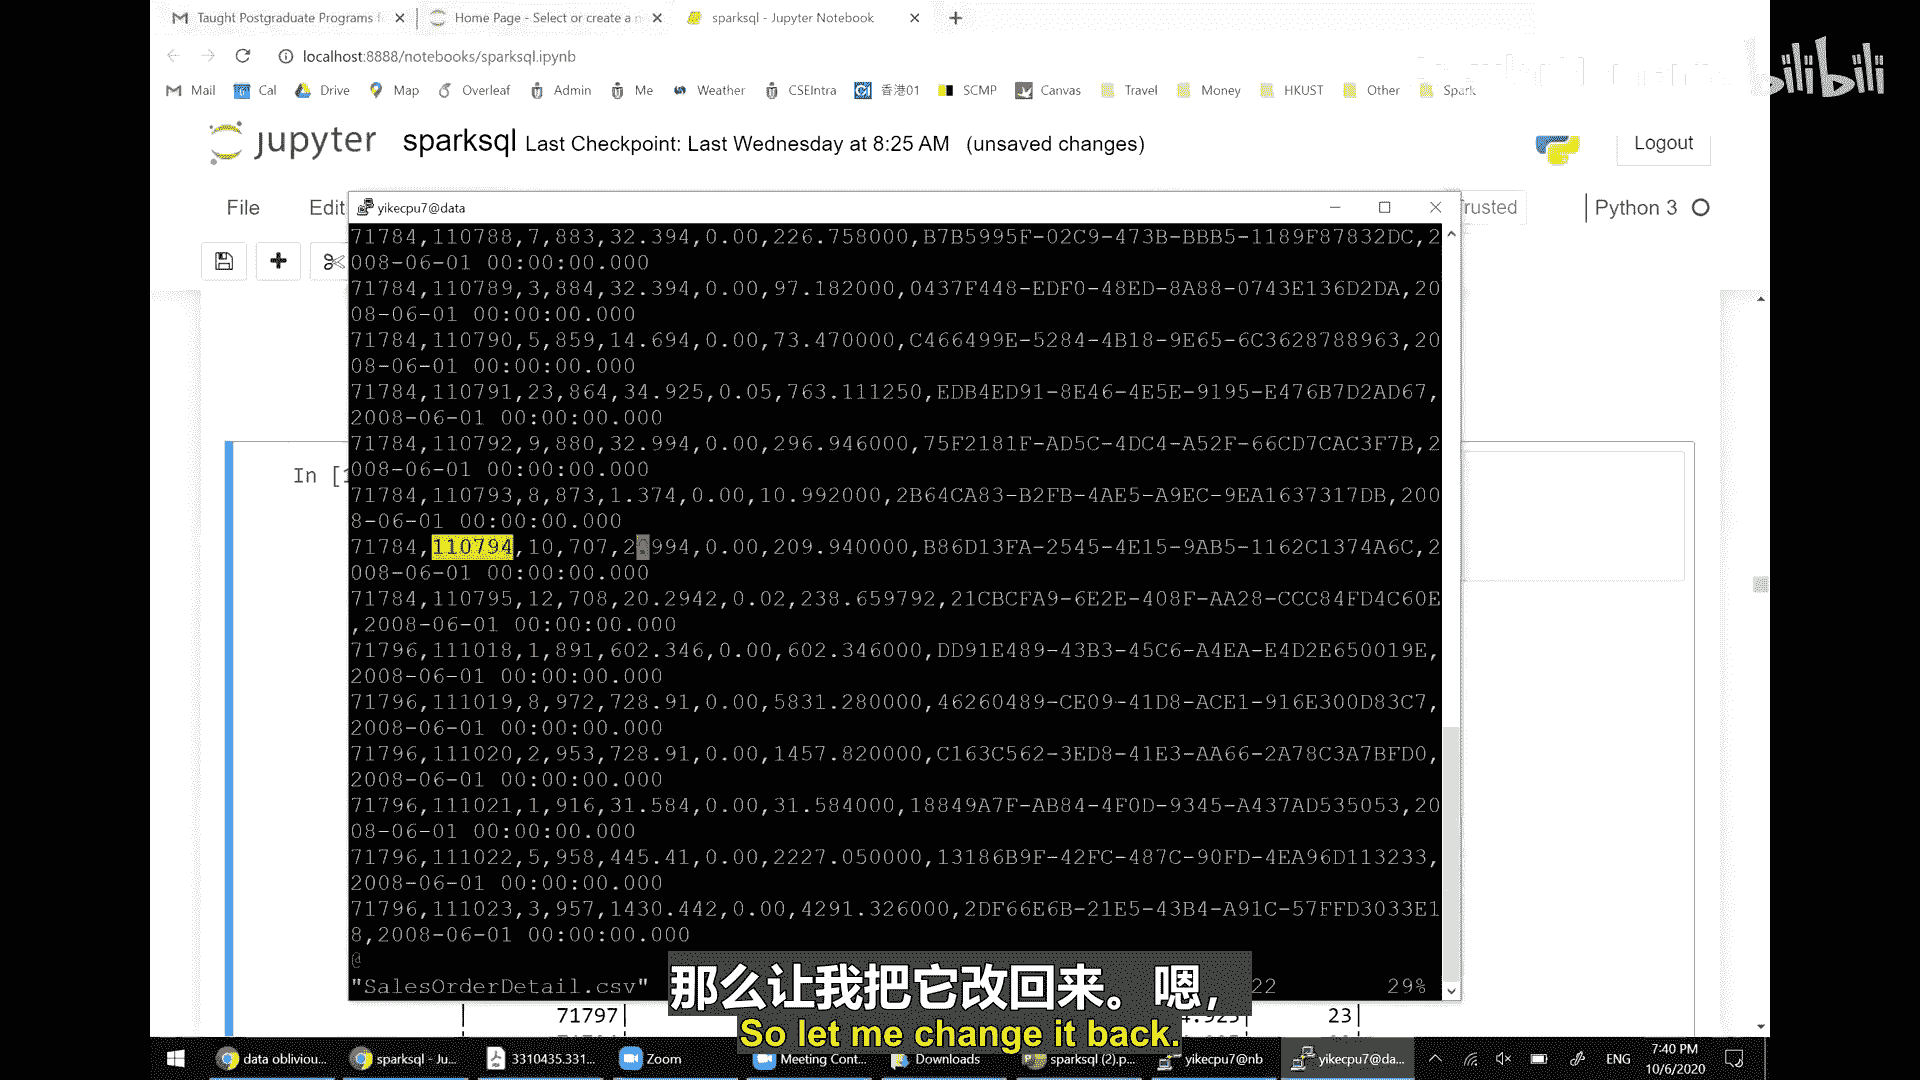 Taught Postgraduate Programs f
Home Page - Select or create a n
sparksql - Jupyter Notebook
localhost:8888/notebooks/sparksql.ipynb
bilibili
Mail Cal Drive Map Overleaf Admin Me Weather CSEIntra 香港01 SCMP Canvas Travel Money HKUST Other Spark
jupyter sparksql Last Checkpoint: Last Wednesday at 8:25 AM (unsaved changes)
Logout
File Edit
rusted
Python 3
yikecpu7@data
In [
71784,110788,7,883,32.394,0.00,226.758000,B7B5995F-02C9-473B-BBB5-1189F87832DC,2
008-06-01 00:00:00.000
71784,110789,3,884,32.394,0.00,97.182000,0437F448-EDF0-48ED-8A88-0743E136D2DA,20
08-06-01 00:00:00.000
71784,110790,5,859,14.694,0.00,73.470000,C466499E-5284-4B18-9E65-6C3628788963,20
08-06-01 00:00:00.000
71784,110791,23,864,34.925,0.05,763.111250,EDB4ED91-8E46-4E5E-9195-E476B7D2AD67,
2008-06-01 00:00:00.000
71784,110792,9,880,32.994,0.00,296.946000,75F2181F-AD5C-4DC4-A52F-66CD7CAC3F7B,2
008-06-01 00:00:00.000
71784,110793,8,873,1.374,0.00,10.992000,2B64CA83-B2FB-4AE5-A9EC-9EA1637317DB,200
8-06-01 00:00:00.000
71784,110794,10,707,2 994,0.00,209.940000,B86D13FA-2545-4E15-9AB5-1162C1374A6C,2
008-06-01 00:00:00.000
71784,110795,12,708,20.2942,0.02,238.659792,21CBCFA9-6E2E-408F-AA28-CCC84FD4C60E
,2008-06-01 00:00:00.000
71796,111018,1,891,602.346,0.00,602.346000,DD91E489-43B3-45C6-A4EA-E4D2E650019E,
2008-06-01 00:00:00.000
71796,111019,8,972,728.91,0.00,5831.280000,46260489-CE09-41D8-ACE1-916E300D83C7,
2008-06-01 00:00:00.000
71796,111020,2,953,728.91,0.00,1457.820000,C163C562-3ED8-41E3-AA66-2A78C3A7BFD0,
2008-06-01 00:00:00.000
71796,111021,1,916,31.584,0.00,31.584000,18849A7F-AB84-4F0D-9345-A437AD535053,20
08-06-01 00:00:00.000
71796,111022,5,958,445.41,0.00,2227.050000,13186B9F-42FC-487C-90FD-4EA96D113233,
2008-06-01 00:00:00.000
71796,111023,3,957,1430.442,0.00,4291.326000,2DF66E6B-21E5-43B4-A91C-57FFD3033E1
8,2008-06-01 00:00:00.000
@
"SalesOrderDetail.csv" 22 29%
那么让我把它改回来。嗯，
71797| 23|
So let me change it back.
data obliviou... sparksql - Ju... 3310435.331... Zoom Meeting Cont... Downloads sparksql (2).p... yikecpu7@nb yikecpu7@da... ENG
7:40 PM
10/6/2020